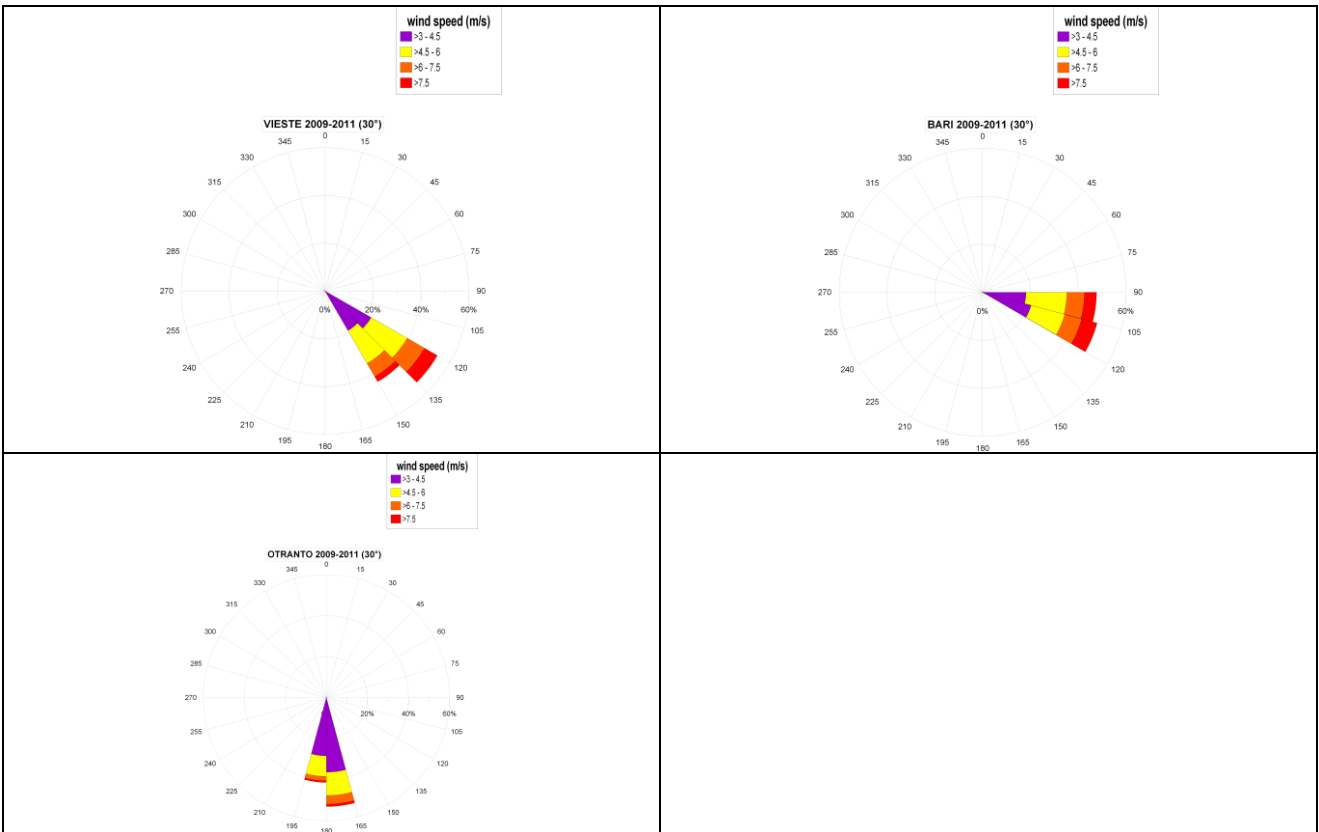 wind speed (m/s)
>3 - 4.5
>4.5 - 6
>6 - 7.5
>7.5
VIESTE 2009-2011 (30°)
0
345 15
330 30
315 45
300 60
285 75
270 90
0% 20% 40% 60%
255 105
240 120
225 135
210 150
195 165
180
wind speed (m/s)
>3 - 4.5
>4.5 - 6
>6 - 7.5
>7.5
BARI 2009-2011 (30°)
0
345 15
330 30
315 45
300 60
285 75
270 90
0% 60%
255 105
240 120
225 135
210 150
195 165
180
wind speed (m/s)
>3 - 4.5
>4.5 - 6
>6 - 7.5
>7.5
OTRANTO 2009-2011 (30°)
0
345 15
330 30
315 45
300 60
285 75
270 90
20% 40% 60%
255 105
240 120
225 135
210 150
195 165
180